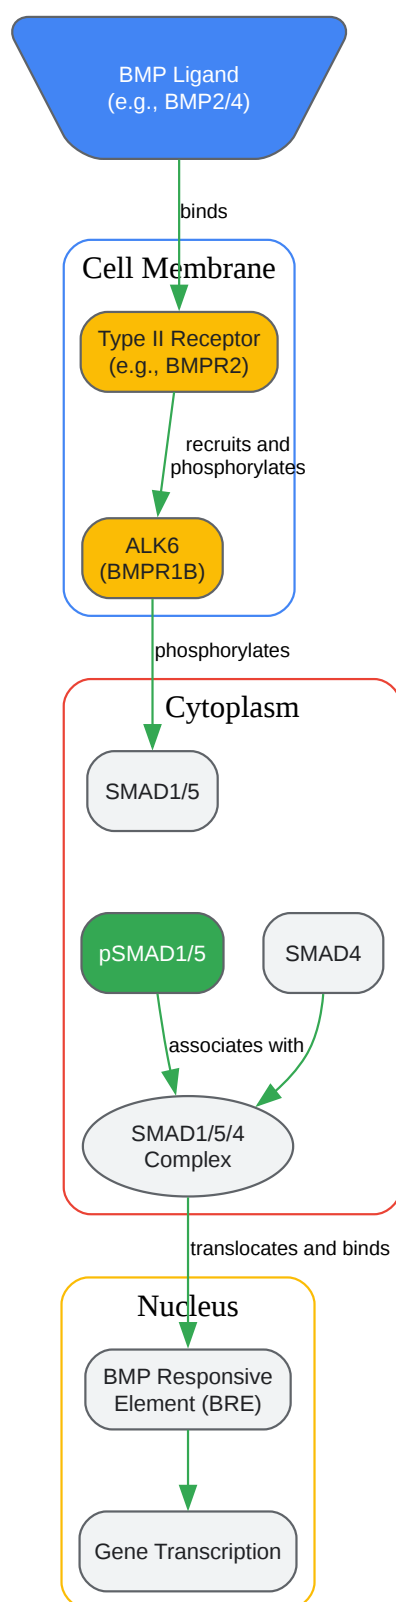 BMP Ligand
(e.g., BMP2/4)
binds
Cell Membrane
Type II Receptor
(e.g., BMPR2)
recruits and
phosphorylates
ALK6
(BMPR1B)
phosphorylates
Cytoplasm
SMAD1/5
pSMAD1/5
SMAD4
associates with
SMAD1/5/4
Complex
translocates and binds
Nucleus
BMP Responsive
Element (BRE)
Gene Transcription